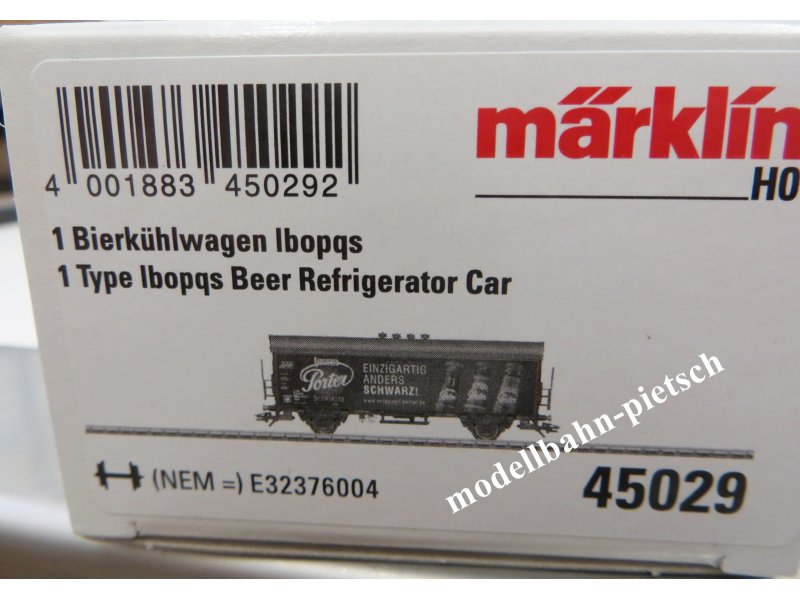 märklin
H0
4 001883 450292
1 Bierkühlwagen Ibopqs
1 Type Ibopqs Beer Refrigerator Car
Porter
EINZIGARTIG
ANDERS
SCHWARZ!
(NEM =) E32376004
45029
modellbahn-pietsch